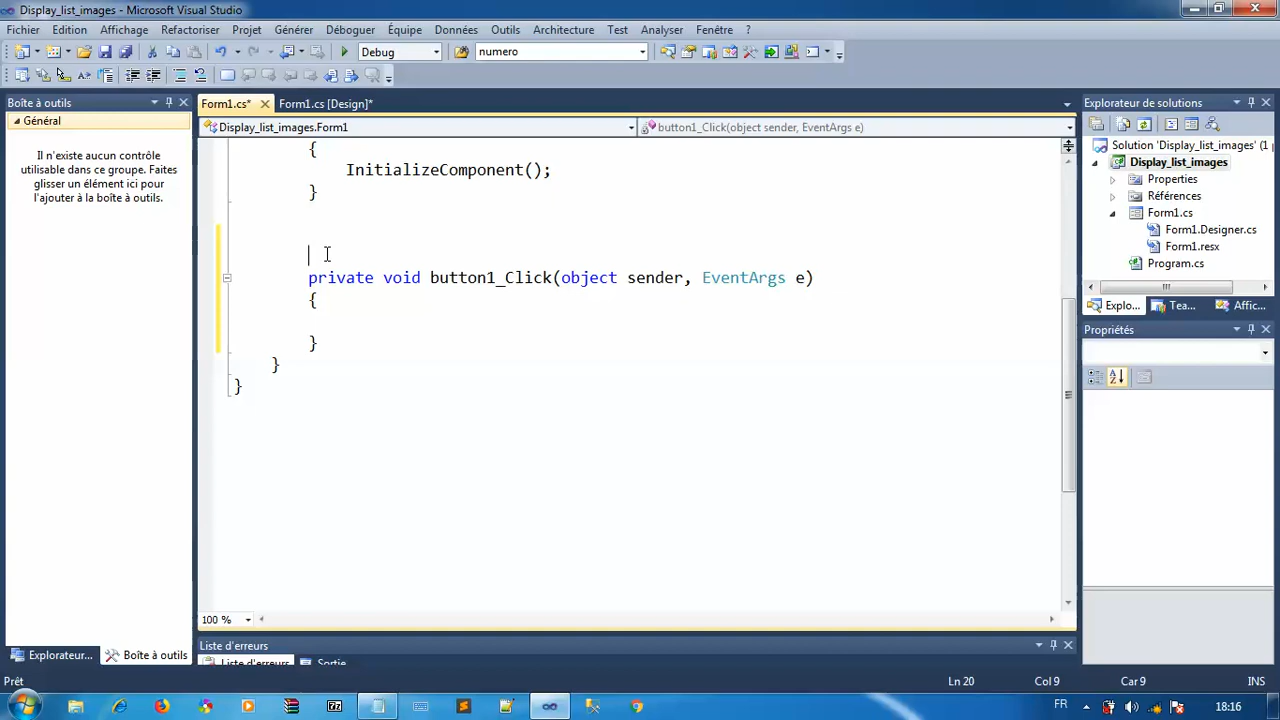 Display_list_images - Microsoft Visual Studio
Fichier Edition Affichage Refactoriser Projet Générer Déboguer Équipe Données Outils Architecture Test Analyser Fenêtre ?
Debug numero
Boîte à outils
Général
Il n'existe aucun contrôle
utilisable dans ce groupe. Faites
glisser un élément ici pour
l'ajouter à la boîte à outils.
Explorateur...
Boîte à outils
Form1.cs*
Form1.cs [Design]*
Display_list_images.Form1
button1_Click(object sender, EventArgs e)
{
InitializeComponent();
}
private void button1_Click(object sender, EventArgs e)
{
}
}
}
100 %
Liste d'erreurs
Liste d'erreurs Sortie
Explorateur de solutions
Solution 'Display_list_images' (1 p
Display_list_images
Properties
Références
Form1.cs
Form1.Designer.cs
Form1.resx
Program.cs
Explo...
Tea...
Affic...
Propriétés
Prêt
Ln 20
Col 9
Car 9
INS
FR
18:16